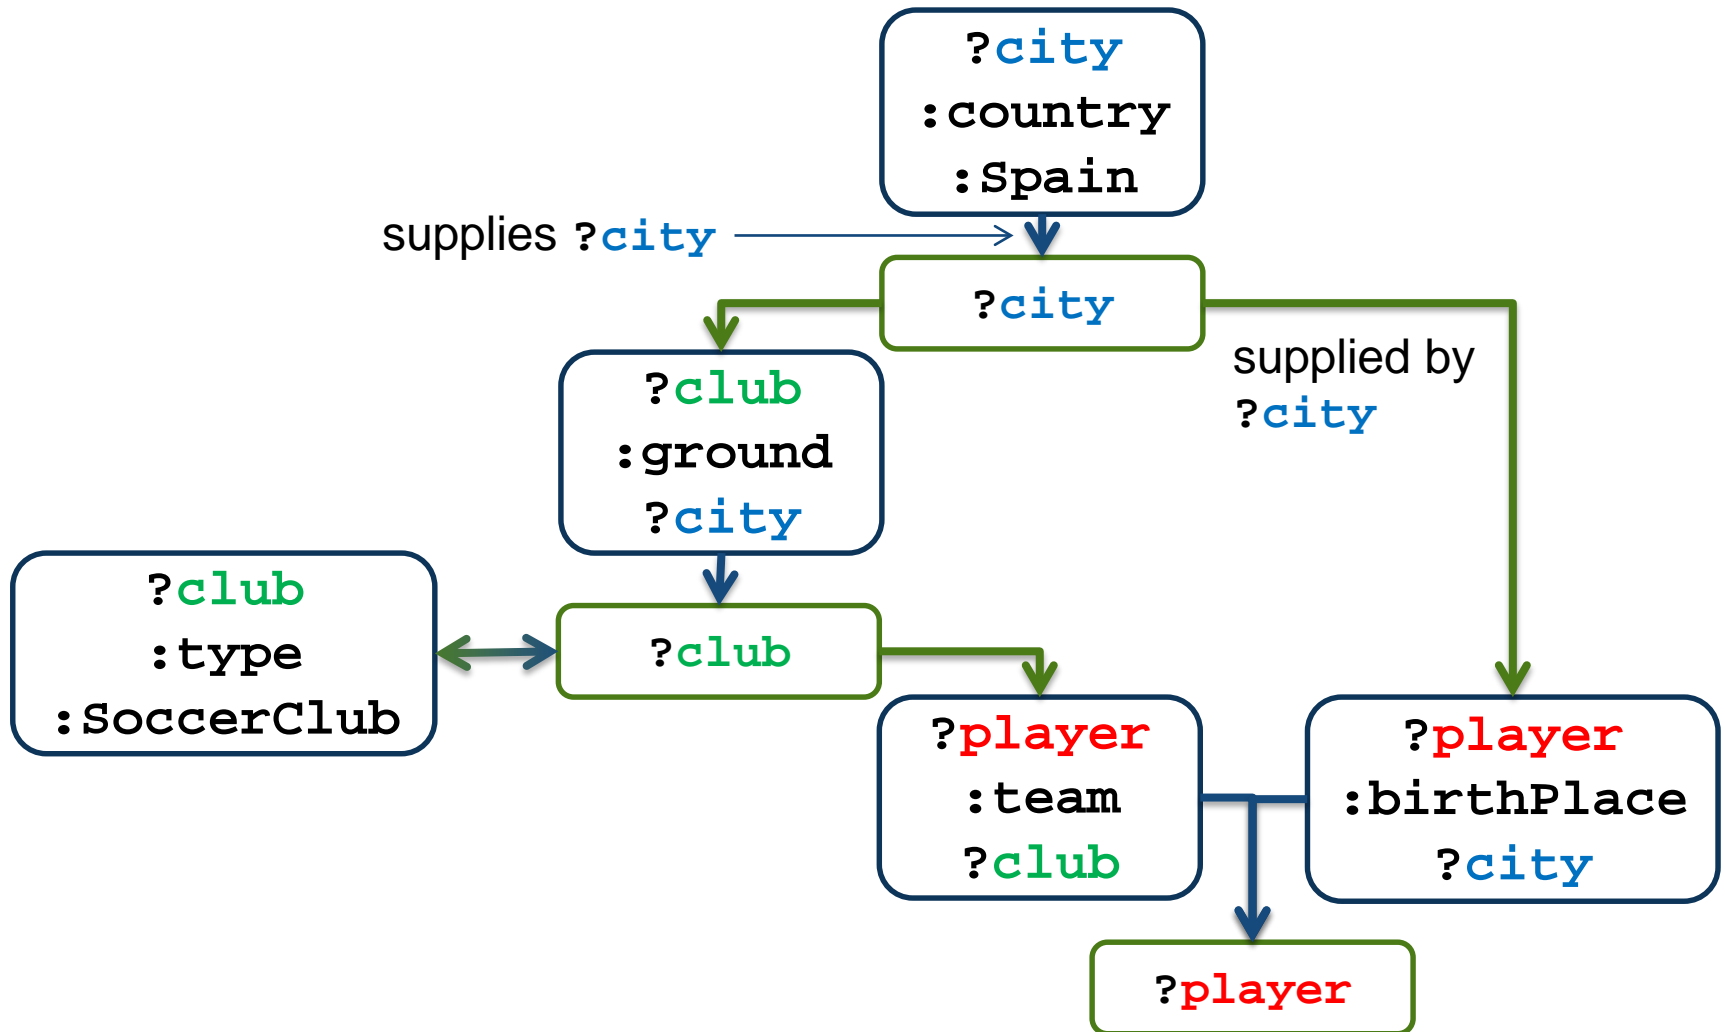 ?city
:country
:Spain
supplies ?city
?city
supplied by
?city
?club
:ground
?city
?club
:type
:SoccerClub
?club
?player
:team
?club
?player
:birthPlace
?city
?player